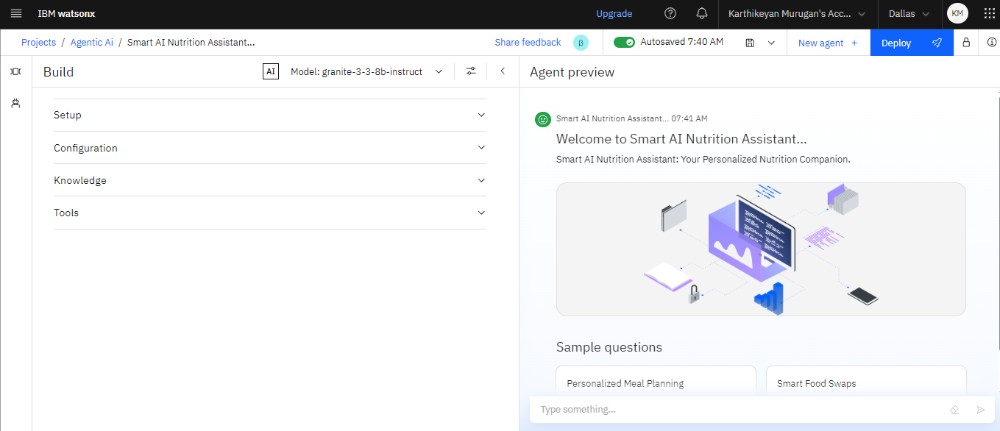 IBM watsonx
Upgrade
Karthikeyan Murugan's Acc...
Dallas
KM
Projects / Agentic Ai / Smart AI Nutrition Assistant...
Share feedback
β
Autosaved 7:40 AM
New agent +
Deploy
Build
AI
Model: granite-3-3-8b-instruct
Agent preview
Setup
Configuration
Knowledge
Tools
Smart AI Nutrition Assistant... 07:41 AM
Welcome to Smart AI Nutrition Assistant...
Smart AI Nutrition Assistant: Your Personalized Nutrition Companion.
Sample questions
Personalized Meal Planning
Smart Food Swaps
Type something...